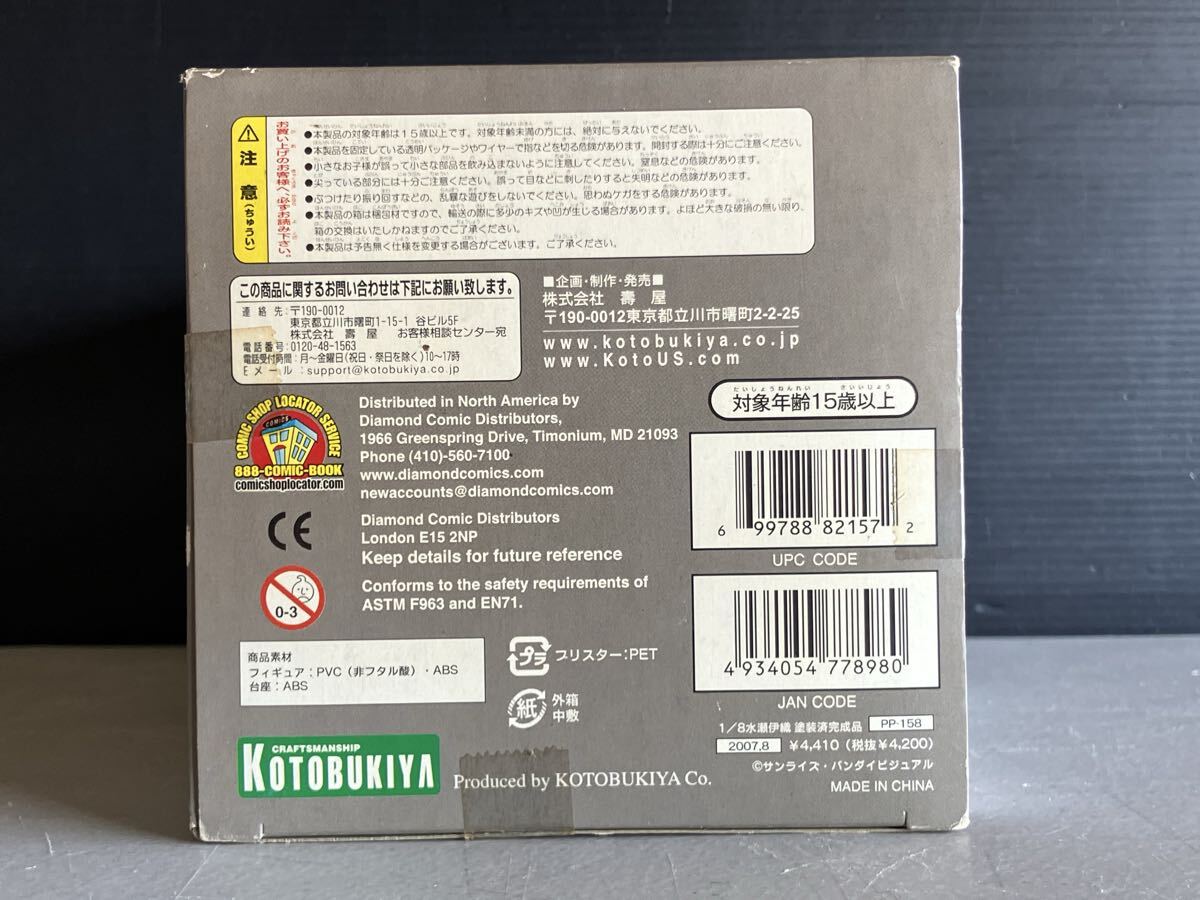 注意(ちゅうい)
お買い上げのお客様へ、必ずお読み下さい。
●本製品の対象年齢は15歳以上です。対象年齢未満の方には、絶対に与えないでください。
●本製品を固定している透明パッケージやワイヤーで指などを切る危険があります。開封する際は十分にご注意ください。
●小さなお子様が誤って小さな部品を飲み込まないように注意してください。窒息などの危険があります。
●尖っている部分には十分ご注意ください。誤って目などに刺したりすると失明などの危険があります。
●ぶつけたり振り回すなどの、乱暴な遊びをしないでください。思わぬケガをする危険があります。
●本製品の箱は梱包材ですので、輸送の際に多少のキズや凹が生じる場合があります。よほど大きな破損の無い限り、
箱の交換はいたしかねますのでご了承ください。
●本製品は予告無く仕様を変更する場合がございます。ご了承ください。
この商品に関するお問い合わせは下記にお願い致します。
連絡先:〒190-0012
東京都立川市曙町1-15-1 谷ビル5F
株式会社 壽屋 お客様相談センター宛
電話番号:0120-48-1563
電話受付時間:月〜金曜日(祝日・祭日を除く)10〜17時
Eメール:support@kotobukiya.co.jp
■企画・制作・発売■
株式会社 壽屋
〒190-0012東京都立川市曙町2-2-25
www.kotobukiya.co.jp
www.KotoUS.com
だいしょうねんれい さいいじょう
対象年齢15歳以上
COMIC SHOP LOCATOR SERVICE
COMICS
888-COMIC-BOOK
comicshoplocator.com
Distributed in North America by
Diamond Comic Distributors,
1966 Greenspring Drive, Timonium, MD 21093
Phone (410)-560-7100
www.diamondcomics.com
newaccounts@diamondcomics.com
CE
Diamond Comic Distributors
London E15 2NP
Keep details for future reference
0-3
Conforms to the safety requirements of
ASTM F963 and EN71.
6 99788 82157 2
UPC CODE
4 934054 778980
JAN CODE
商品素材
フィギュア:PVC(非フタル酸)・ABS
台座:ABS
プラ
ブリスター:PET
紙
外箱
中敷
1/8水瀬伊織 塗装済完成品 PP-158
2007.8 ¥4,410(税抜¥4,200)
©サンライズ・バンダイビジュアル
MADE IN CHINA
CRAFTSMANSHIP
KOTOBUKIYA
Produced by KOTOBUKIYA Co.